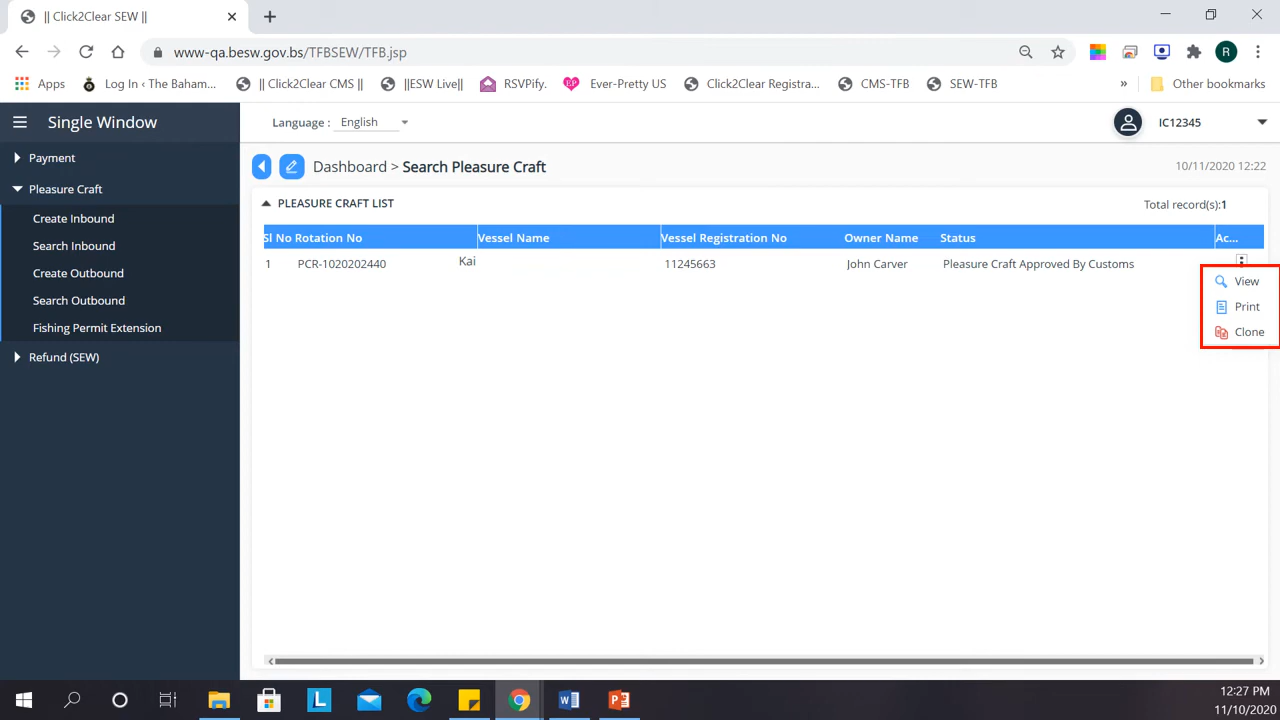 || Click2Clear SEW ||
www-qa.besw.gov.bs/TFBSEW/TFB.jsp
R
Apps
Log In ‹ The Baham...
|| Click2Clear CMS ||
||ESW Live||
RSVPify.
Ever-Pretty US
Click2Clear Registra...
CMS-TFB
SEW-TFB
»
Other bookmarks
Single Window
Language :
English
IC12345
Payment
Pleasure Craft
Create Inbound
Search Inbound
Create Outbound
Search Outbound
Fishing Permit Extension
Refund (SEW)
Dashboard > Search Pleasure Craft
10/11/2020 12:22
PLEASURE CRAFT LIST
Total record(s):1
Sl No Rotation No Vessel Name Vessel Registration No Owner Name Status Ac...
1 PCR-1020202440 Kai 11245663 John Carver Pleasure Craft Approved By Customs
View
Print
Clone
12:27 PM
11/10/2020